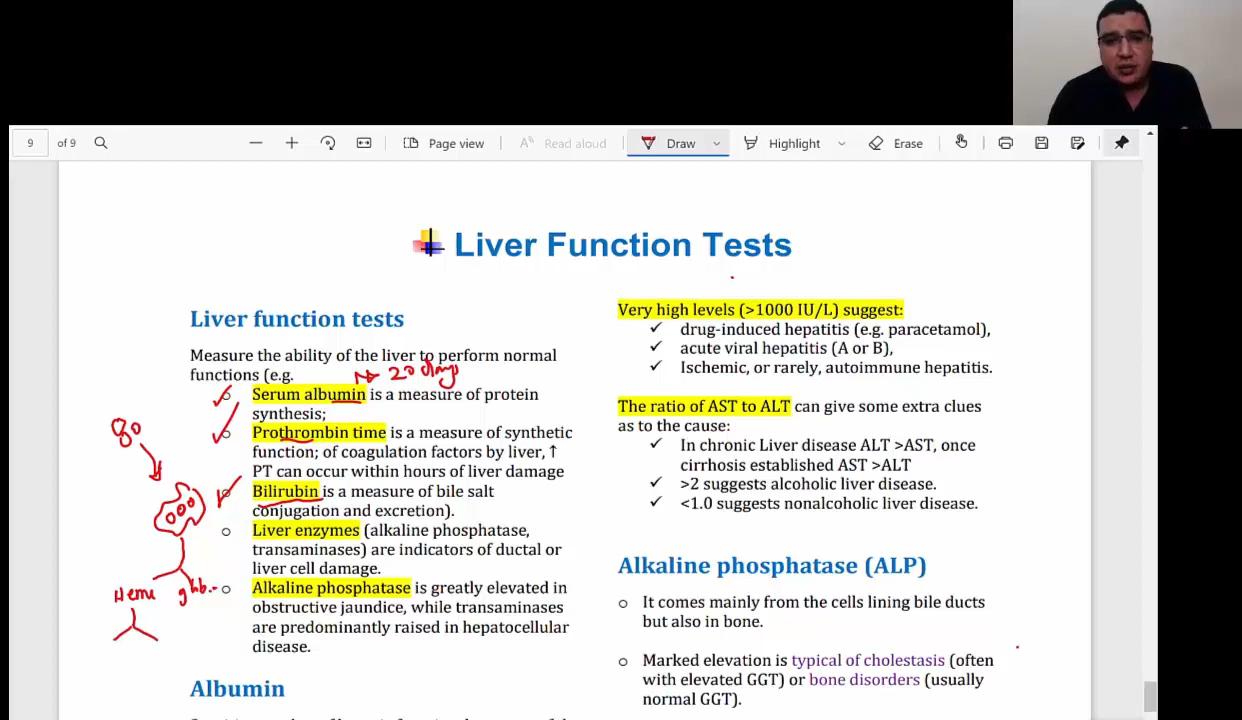 9 of 9 Page view Read aloud Draw Highlight Erase
Liver Function Tests
Liver function tests
Measure the ability of the liver to perform normal
functions (e.g.
20 days
Serum albumin is a measure of protein
synthesis;
Prothrombin time is a measure of synthetic
function; of coagulation factors by liver, ↑
PT can occur within hours of liver damage
Bilirubin is a measure of bile salt
conjugation and excretion).
Liver enzymes (alkaline phosphatase,
transaminases) are indicators of ductal or
liver cell damage.
Alkaline phosphatase is greatly elevated in
obstructive jaundice, while transaminases
are predominantly raised in hepatocellular
disease.
Heme
Albumin
Very high levels (>1000 IU/L) suggest:
drug-induced hepatitis (e.g. paracetamol),
acute viral hepatitis (A or B),
Ischemic, or rarely, autoimmune hepatitis.
The ratio of AST to ALT can give some extra clues
as to the cause:
In chronic Liver disease ALT >AST, once
cirrhosis established AST >ALT
>2 suggests alcoholic liver disease.
<1.0 suggests nonalcoholic liver disease.
Alkaline phosphatase (ALP)
It comes mainly from the cells lining bile ducts
but also in bone.
Marked elevation is typical of cholestasis (often
with elevated GGT) or bone disorders (usually
normal GGT).